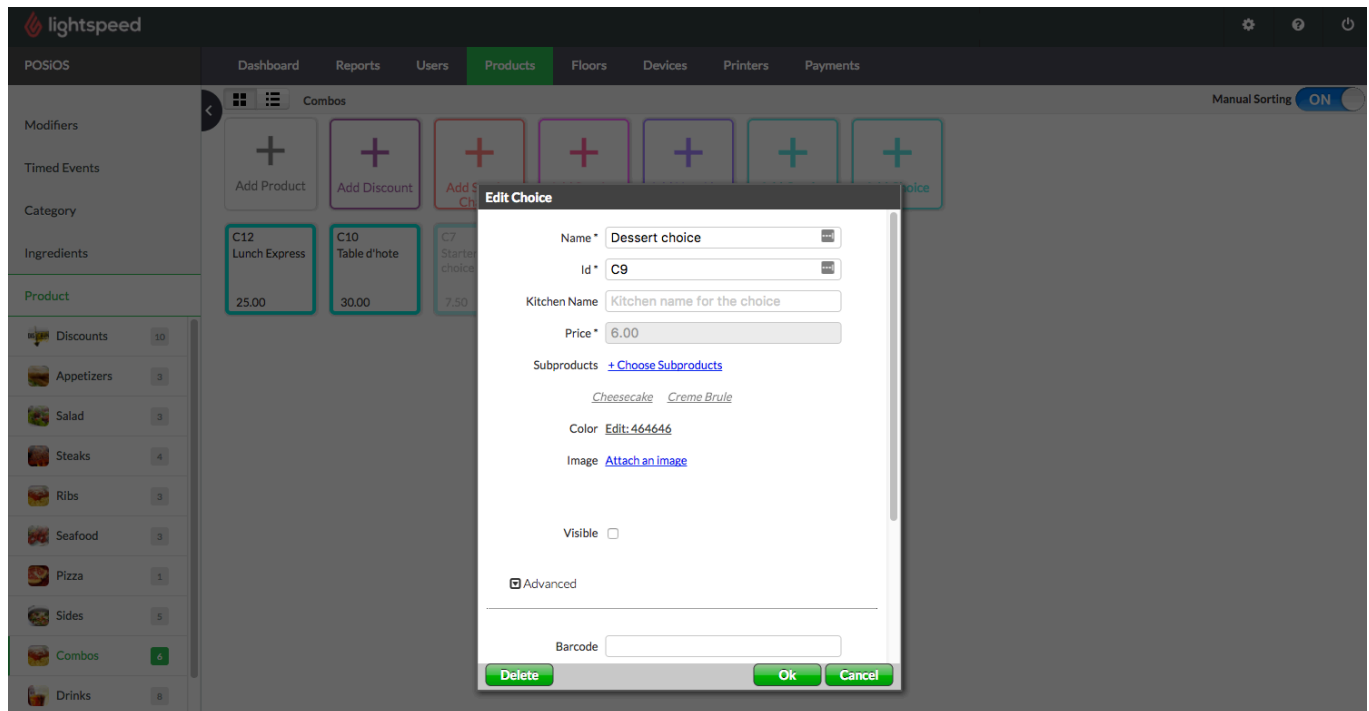 lightspeed
POSiOS
Dashboard Reports Users Products Floors Devices Printers Payments
Combos
Manual Sorting ON
Modifiers
Timed Events
Category
Ingredients
Product
Discounts 10
Appetizers 3
Salad 3
Steaks 4
Ribs 3
Seafood 3
Pizza 1
Sides 5
Combos 6
Drinks 8
Add Product
Add Discount
Add
C12
Lunch Express
25.00
C10
Table d'hote
30.00
C7
Starter
choice
7.50
Edit Choice
Name * Dessert choice
Id * C9
Kitchen Name Kitchen name for the choice
Price * 6.00
Subproducts + Choose Subproducts
Cheesecake Creme Brule
Color Edit: 464646
Image Attach an image
Visible
Advanced
Barcode
Delete Ok Cancel